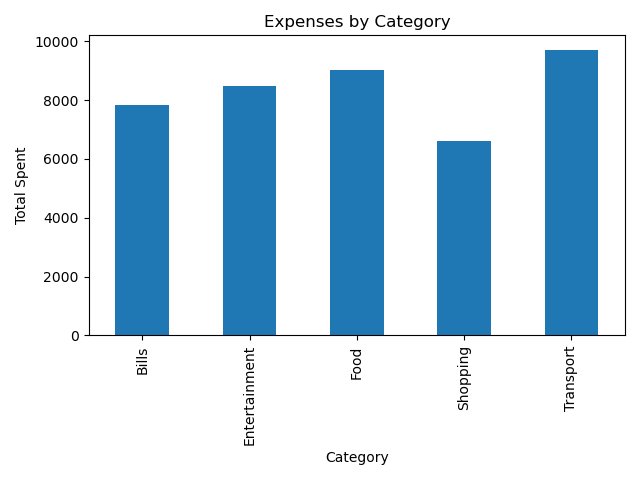 Expenses by Category
10000
8000
6000
4000
2000
0
Total Spent
Bills
Entertainment
Food
Shopping
Transport
Category